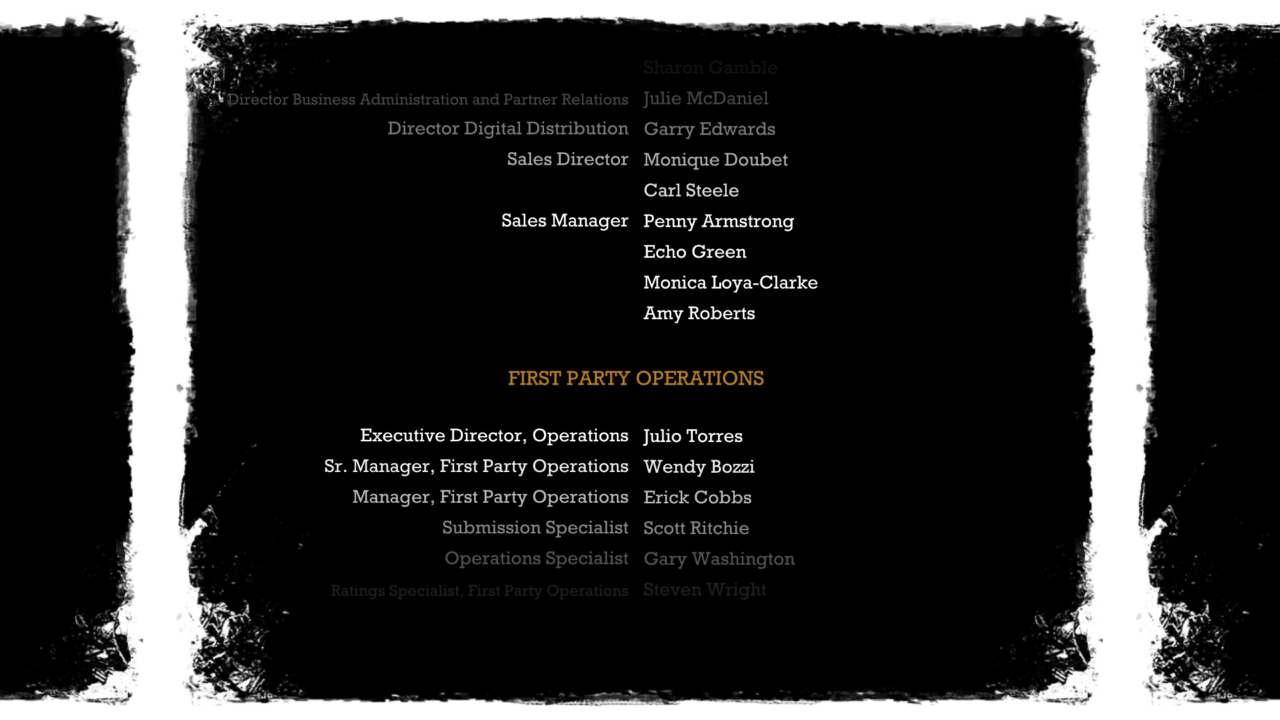 Sharon Gamble
Director Business Administration and Partner Relations Julie McDaniel
Director Digital Distribution Garry Edwards
Sales Director Monique Doubet
Carl Steele
Sales Manager Penny Armstrong
Echo Green
Monica Loya-Clarke
Amy Roberts
FIRST PARTY OPERATIONS
Executive Director, Operations Julio Torres
Sr. Manager, First Party Operations Wendy Bozzi
Manager, First Party Operations Erick Cobbs
Submission Specialist Scott Ritchie
Operations Specialist Gary Washington
Ratings Specialist, First Party Operations Steven Wright